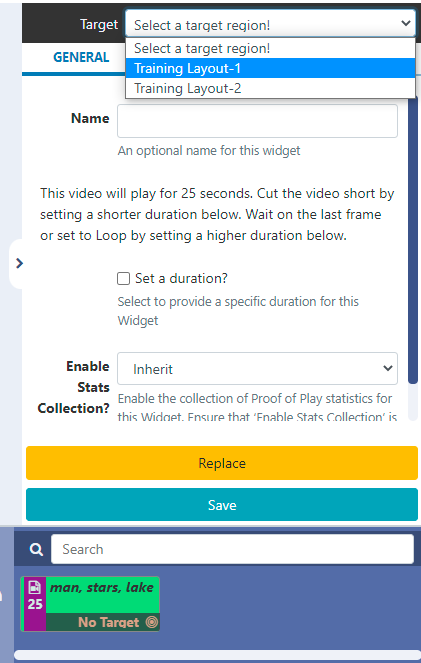 Target Select a target region!
Select a target region!
Training Layout-1
Training Layout-2
GENERAL
Name
An optional name for this widget
This video will play for 25 seconds. Cut the video short by
setting a shorter duration below. Wait on the last frame
or set to Loop by setting a higher duration below.
Set a duration?
Select to provide a specific duration for this
Widget
Enable
Stats
Collection?
Inherit
Enable the collection of Proof of Play statistics for
this Widget. Ensure that ‘Enable Stats Collection’ is
Replace
Save
Search
man, stars, lake
25
No Target